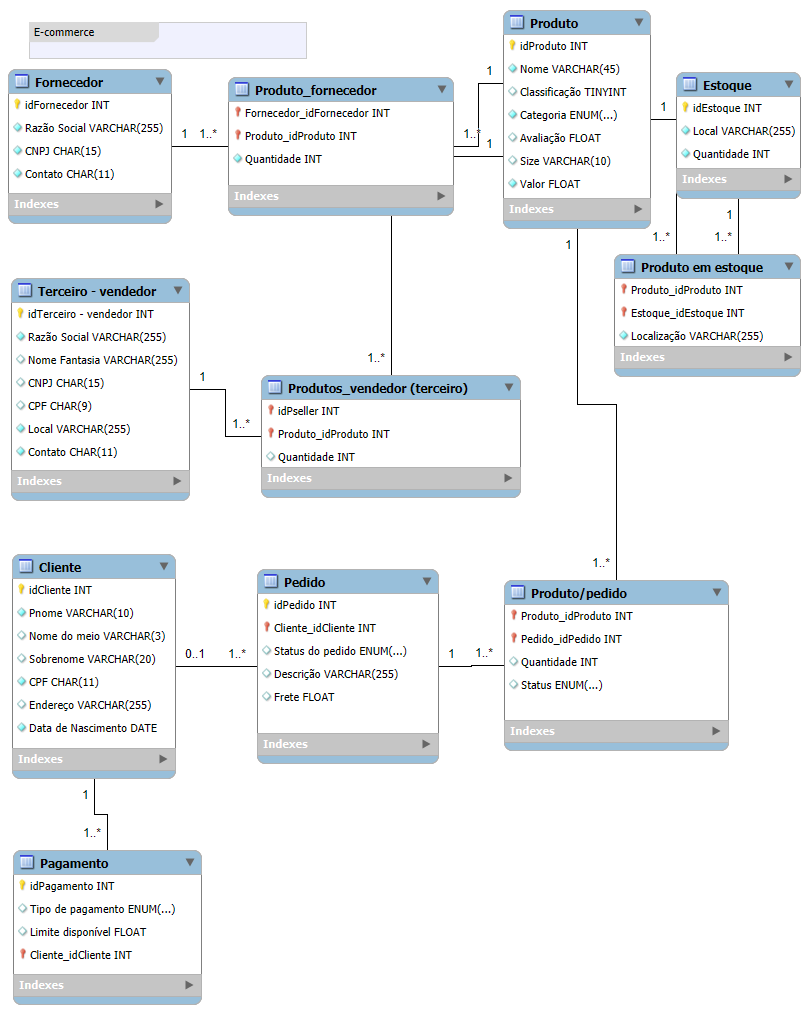 E-commerce
Fornecedor
idFornecedor INT
Razão Social VARCHAR(255)
CNPJ CHAR(15)
Contato CHAR(11)
Indexes
1
1..*
Produto_fornecedor
Fornecedor_idFornecedor INT
Produto_idProduto INT
Quantidade INT
Indexes
1
1..*
1
Produto
idProduto INT
Nome VARCHAR(45)
Classificação TINYINT
Categoria ENUM(...)
Avaliação FLOAT
Size VARCHAR(10)
Valor FLOAT
Indexes
1
Estoque
idEstoque INT
Local VARCHAR(255)
Quantidade INT
Indexes
1
1..*
1..*
1
Produto em estoque
Produto_idProduto INT
Estoque_idEstoque INT
Localização VARCHAR(255)
Indexes
Terceiro - vendedor
idTerceiro - vendedor INT
Razão Social VARCHAR(255)
Nome Fantasia VARCHAR(255)
CNPJ CHAR(15)
CPF CHAR(9)
Local VARCHAR(255)
Contato CHAR(11)
Indexes
1
1..*
1..*
Produtos_vendedor (terceiro)
idPseller INT
Produto_idProduto INT
Quantidade INT
Indexes
Cliente
idCliente INT
Pnome VARCHAR(10)
Nome do meio VARCHAR(3)
Sobrenome VARCHAR(20)
CPF CHAR(11)
Endereço VARCHAR(255)
Data de Nascimento DATE
Indexes
0..1
1..*
Pedido
idPedido INT
Cliente_idCliente INT
Status do pedido ENUM(...)
Descrição VARCHAR(255)
Frete FLOAT
Indexes
1
1..*
1..*
Produto/pedido
Produto_idProduto INT
Pedido_idPedido INT
Quantidade INT
Status ENUM(...)
Indexes
1
1..*
Pagamento
idPagamento INT
Tipo de pagamento ENUM(...)
Limite disponível FLOAT
Cliente_idCliente INT
Indexes